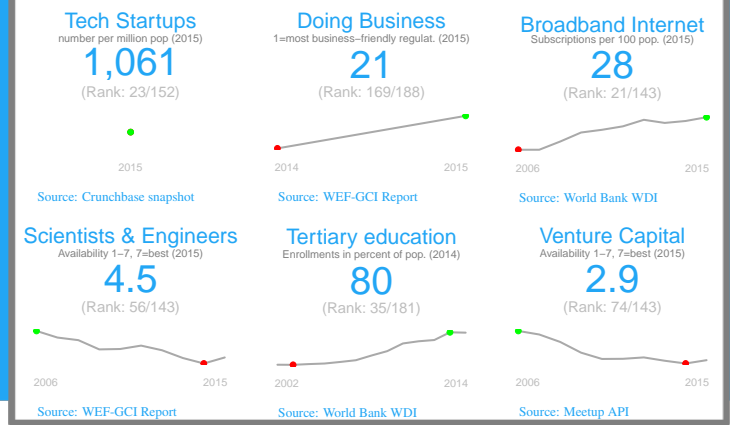 Tech Startups
number per million pop (2015)
1,061
(Rank: 23/152)
2015
Source: Crunchbase snapshot
Doing Business
1=most business−friendly regulat. (2015)
21
(Rank: 169/188)
2014 2015
Source: WEF-GCI Report
Broadband Internet
Subscriptions per 100 pop. (2015)
28
(Rank: 21/143)
2006 2015
Source: World Bank WDI
Scientists & Engineers
Availability 1−7, 7=best (2015)
4.5
(Rank: 56/143)
2006 2015
Source: WEF-GCI Report
Tertiary education
Enrollments in percent of pop. (2014)
80
(Rank: 35/181)
2002 2014
Source: World Bank WDI
Venture Capital
Availability 1−7, 7=best (2015)
2.9
(Rank: 74/143)
2006 2015
Source: Meetup API